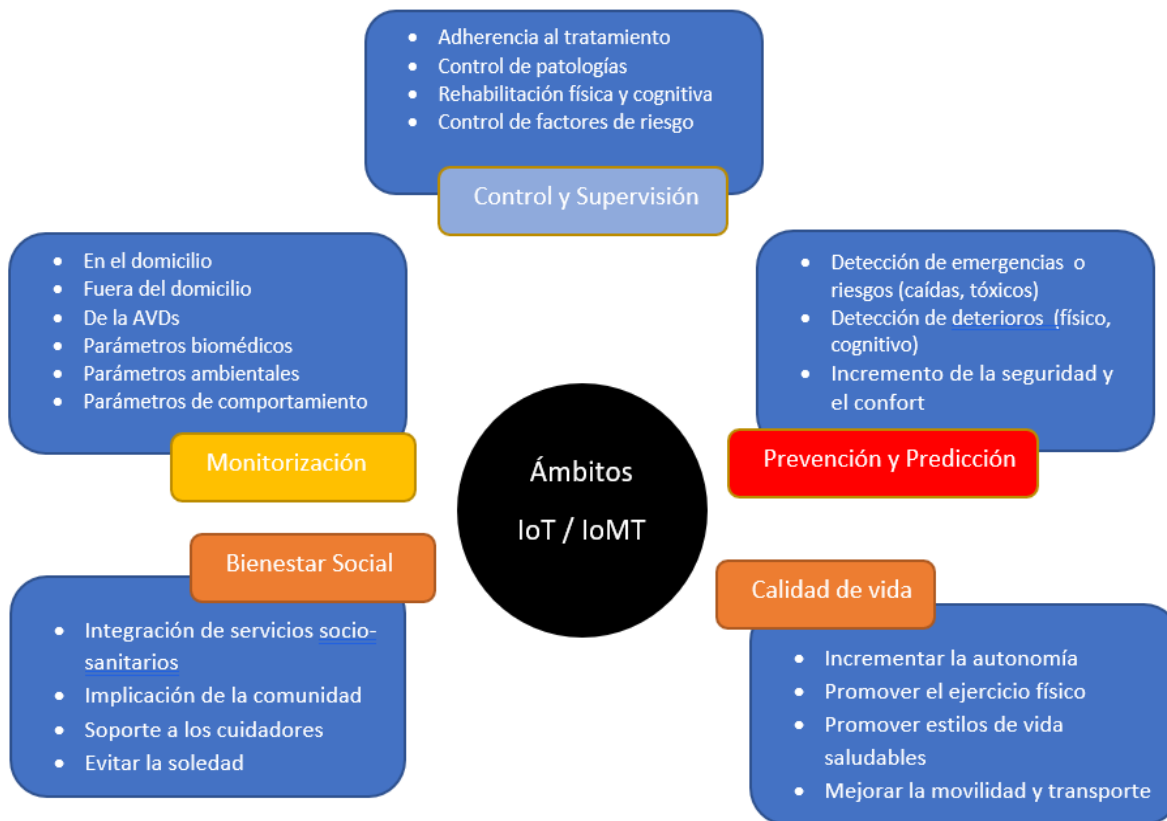 • Adherencia al tratamiento
• Control de patologías
• Rehabilitación física y cognitiva
• Control de factores de riesgo
Control y Supervisión
• En el domicilio
• Fuera del domicilio
• De la AVDs
• Parámetros biomédicos
• Parámetros ambientales
• Parámetros de comportamiento
Monitorización
• Detección de emergencias o
riesgos (caídas, tóxicos)
• Detección de deterioros (físico,
cognitivo)
• Incremento de la seguridad y
el confort
Prevención y Predicción
Ámbitos
IoT / IoMT
Bienestar Social
• Integración de servicios socio-
sanitarios
• Implicación de la comunidad
• Soporte a los cuidadores
• Evitar la soledad
Calidad de vida
• Incrementar la autonomía
• Promover el ejercicio físico
• Promover estilos de vida
saludables
• Mejorar la movilidad y transporte